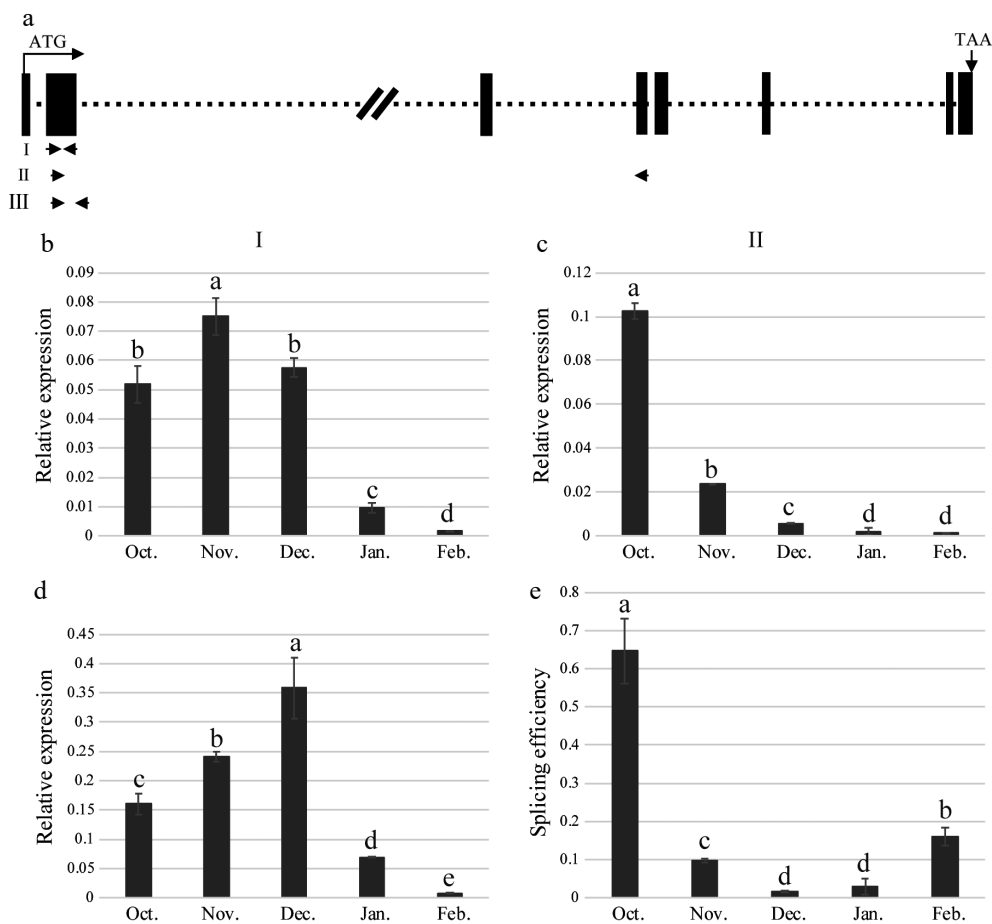 a
ATG
TAA
I
II
III
b
I
Relative expression
0.09
0.08
0.07
0.06
0.05
0.04
0.03
0.02
0.01
0
b
a
b
c
d
Oct. Nov. Dec. Jan. Feb.
c
II
Relative expression
0.12
0.1
0.08
0.06
0.04
0.02
0
a
b
c
d
d
Oct. Nov. Dec. Jan. Feb.
d
Relative expression
0.45
0.4
0.35
0.3
0.25
0.2
0.15
0.1
0.05
0
c
b
a
d
e
Oct. Nov. Dec. Jan. Feb.
e
Splicing efficiency
0.8
0.7
0.6
0.5
0.4
0.3
0.2
0.1
0
a
c
d
d
b
Oct. Nov. Dec. Jan. Feb.